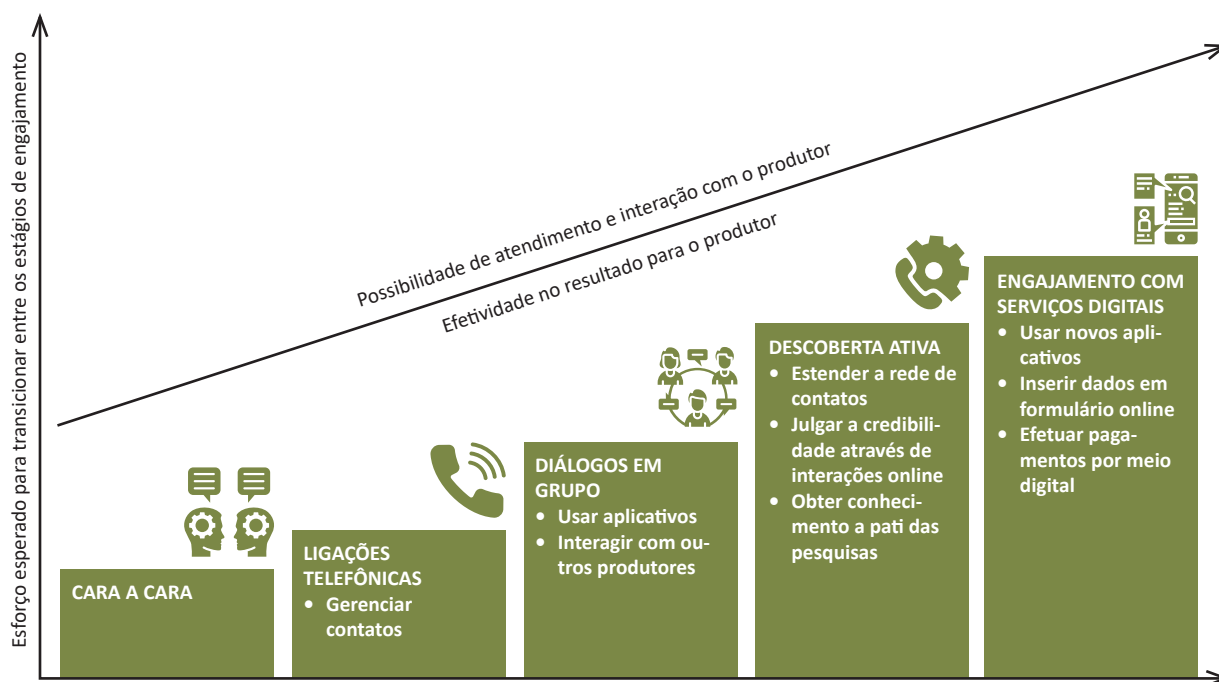 Esforço esperado para transicionar entre os estágios de engajamento
Possibilidade de atendimento e interação com o produtor
Efetividade no resultado para o produtor
CARA A CARA
LIGAÇÕES
TELEFÔNICAS
• Gerenciar
contatos
DIÁLOGOS EM
GRUPO
• Usar aplicativos
• Interagir com ou-
tros produtores
DESCOBERTA ATIVA
• Estender a rede de
contatos
• Julgar a credibili-
dade através de
interações online
• Obter conheci-
mento a pati das
pesquisas
ENGAJAMENTO COM
SERVIÇOS DIGITAIS
• Usar novos apli-
cativos
• Inserir dados em
formulário online
• Efetuar paga-
mentos por meio
digital